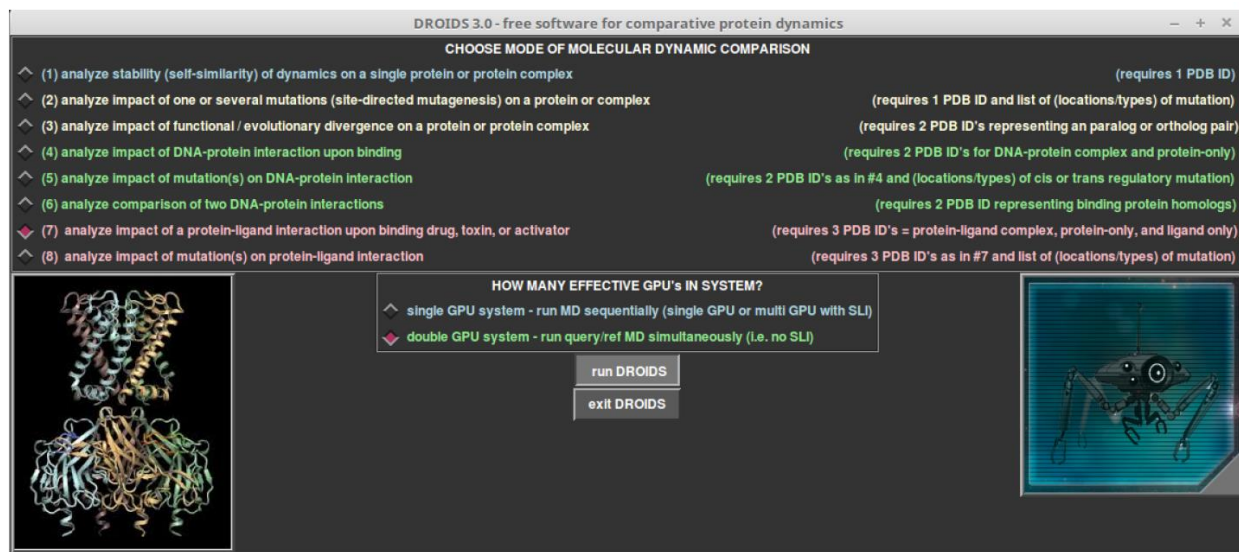 DROIDS 3.0 - free software for comparative protein dynamics
CHOOSE MODE OF MOLECULAR DYNAMIC COMPARISON
(1) analyze stability (self-similarity) of dynamics on a single protein or protein complex (requires 1 PDB ID)
(2) analyze impact of one or several mutations (site-directed mutagenesis) on a protein or complex (requires 1 PDB ID and list of (locations/types) of mutation)
(3) analyze impact of functional / evolutionary divergence on a protein or protein complex (requires 2 PDB ID's representing an paralog or ortholog pair)
(4) analyze impact of DNA-protein interaction upon binding (requires 2 PDB ID's for DNA-protein complex and protein-only)
(5) analyze impact of mutation(s) on DNA-protein interaction (requires 2 PDB ID's as in #4 and (locations/types) of cis or trans regulatory mutation)
(6) analyze comparison of two DNA-protein interactions (requires 2 PDB ID representing binding protein homologs)
(7) analyze impact of a protein-ligand interaction upon binding drug, toxin, or activator (requires 3 PDB ID's = protein-ligand complex, protein-only, and ligand only)
(8) analyze impact of mutation(s) on protein-ligand interaction (requires 3 PDB ID's as in #7 and list of (locations/types) of mutation)
HOW MANY EFFECTIVE GPU's IN SYSTEM?
single GPU system - run MD sequentially (single GPU or multi GPU with SLI)
double GPU system - run query/ref MD simultaneously (i.e. no SLI)
run DROIDS
exit DROIDS